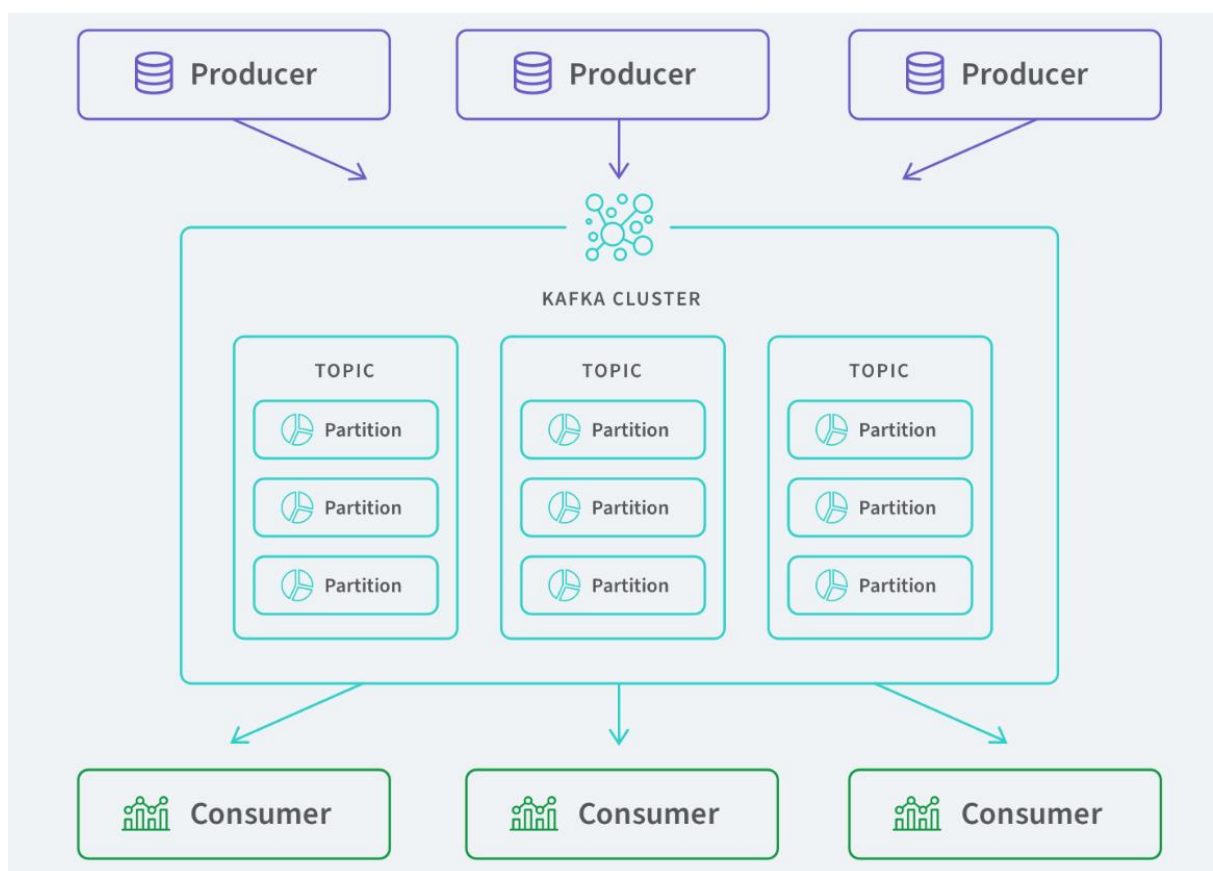 Producer Producer Producer
KAFKA CLUSTER
TOPIC TOPIC TOPIC
Partition Partition Partition
Partition Partition Partition
Partition Partition Partition
Consumer Consumer Consumer